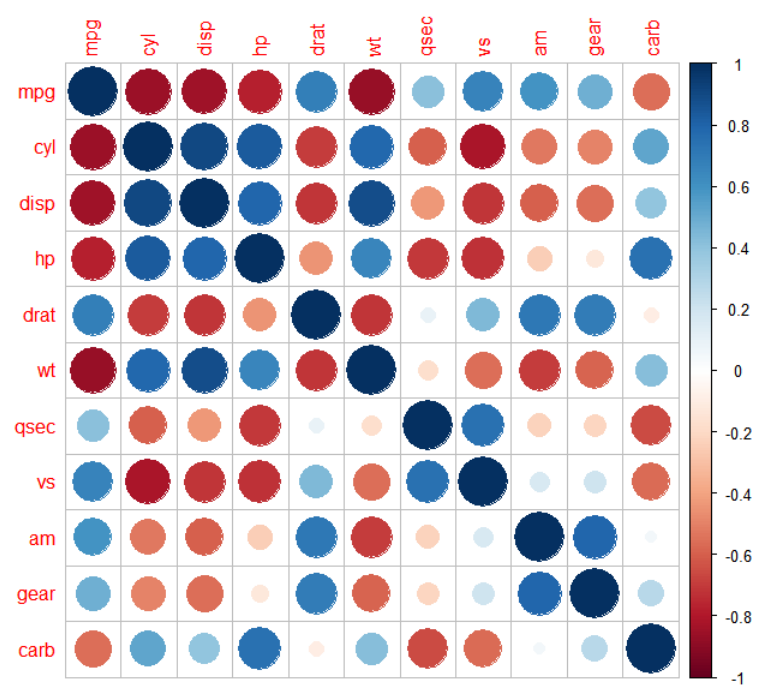 mpg cyl disp hp drat wt qsec vs am gear carb
mpg
cyl
disp
hp
drat
wt
qsec
vs
am
gear
carb
1
0.8
0.6
0.4
0.2
0
-0.2
-0.4
-0.6
-0.8
-1